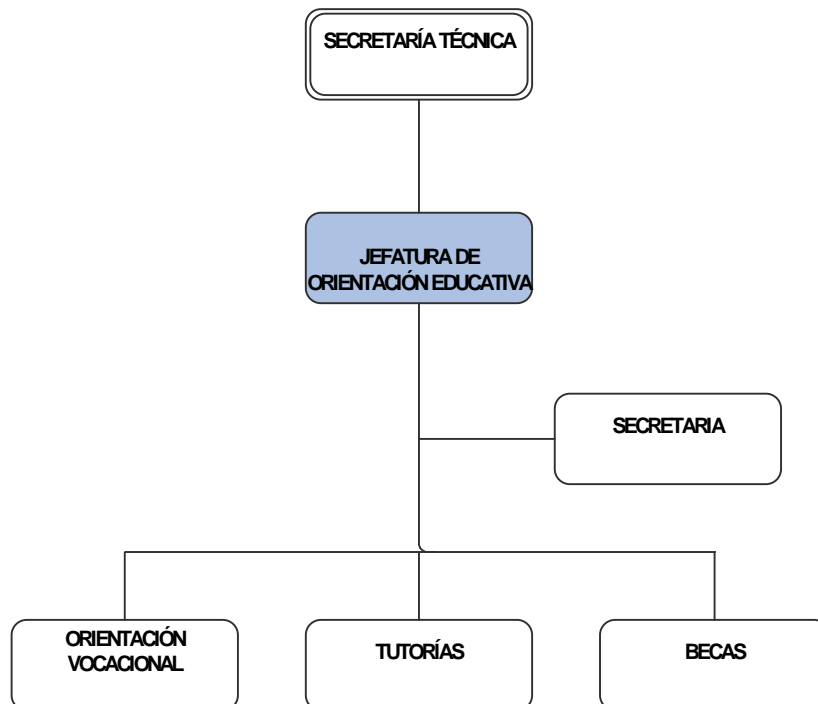 SECRETARÍA TÉCNICA
JEFATURA DE
ORIENTACIÓN EDUCATIVA
SECRETARIA
ORIENTACIÓN
VOCACIONAL
TUTORÍAS
BECAS